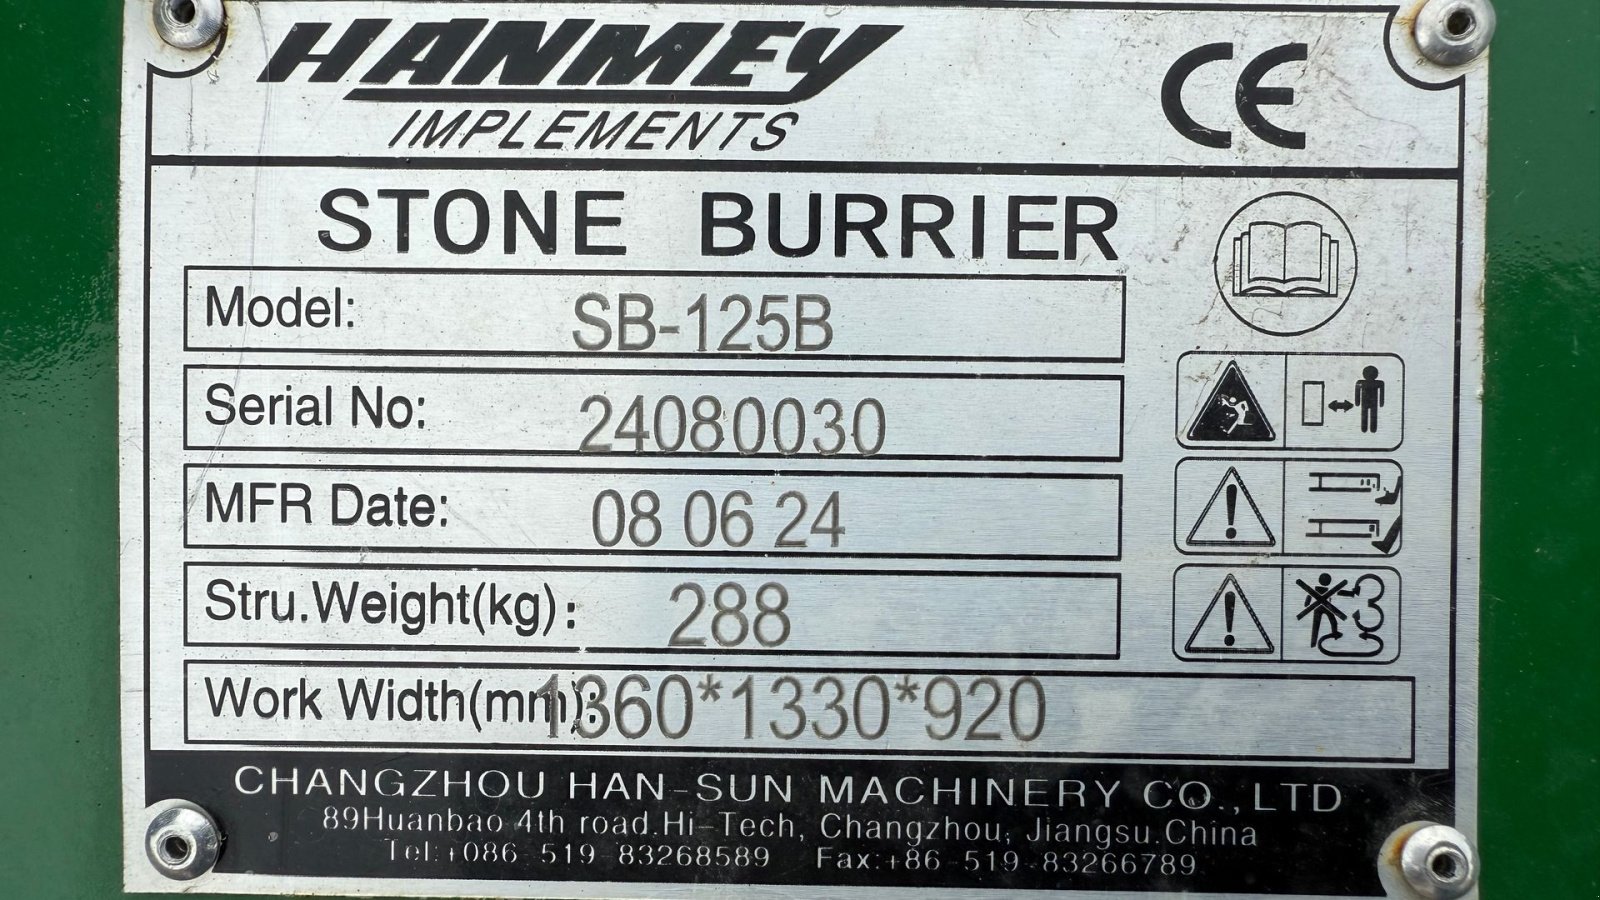 HANMEY
IMPLEMENTS
CE
STONE BURRIER
Model: SB-125B
Serial No: 24080030
MFR Date: 08 06 24
Stru.Weight(kg): 288
Work Width(mm): 1360*1330*920
CHANGZHOU HAN-SUN MACHINERY CO.,LTD
89Huanbao 4th road.Hi-Tech, Changzhou, Jiangsu.China
Tel:+086-519-83268589 Fax:+86-519-83266789